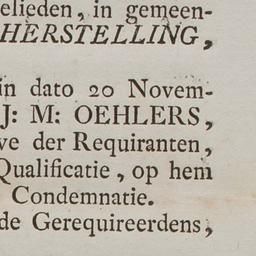 elieden, in gemeen-
HERSTELLING,
in dato 20 Novem-
J: M: OEHLERS,
ve der Requiranten,
Qualificatie, op hem
Condemnatie.
de Gerequireerdens,